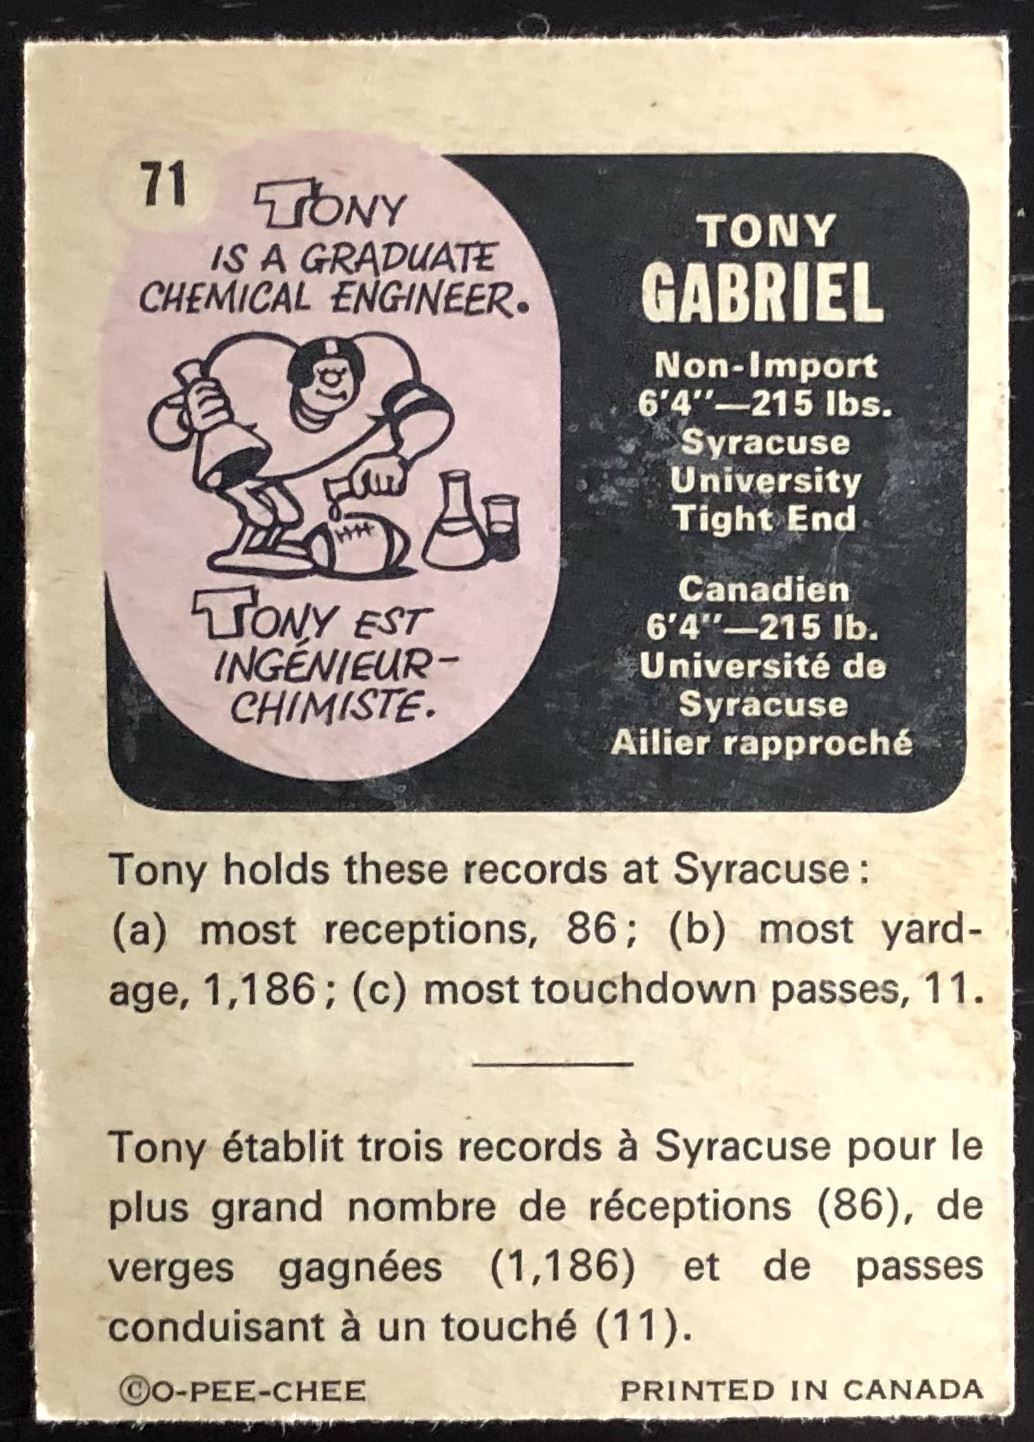 71
TONY
IS A GRADUATE
CHEMICAL ENGINEER.
TONY EST
INGÉNIEUR-
CHIMISTE.
TONY
GABRIEL
Non-Import
6'4"—215 lbs.
Syracuse
University
Tight End
Canadien
6'4"—215 lb.
Université de
Syracuse
Ailier rapproché
Tony holds these records at Syracuse:
(a) most receptions, 86; (b) most yard-
age, 1,186; (c) most touchdown passes, 11.
Tony établit trois records à Syracuse pour le
plus grand nombre de réceptions (86), de
verges gagnées (1,186) et de passes
conduisant à un touché (11).
©O-PEE-CHEE PRINTED IN CANADA